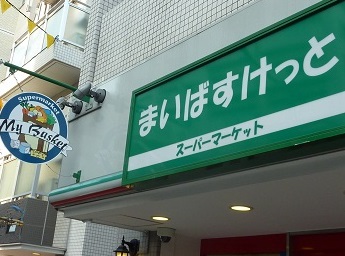 Supermarket
My Basket
まいばすけっと
スーパーマーケット